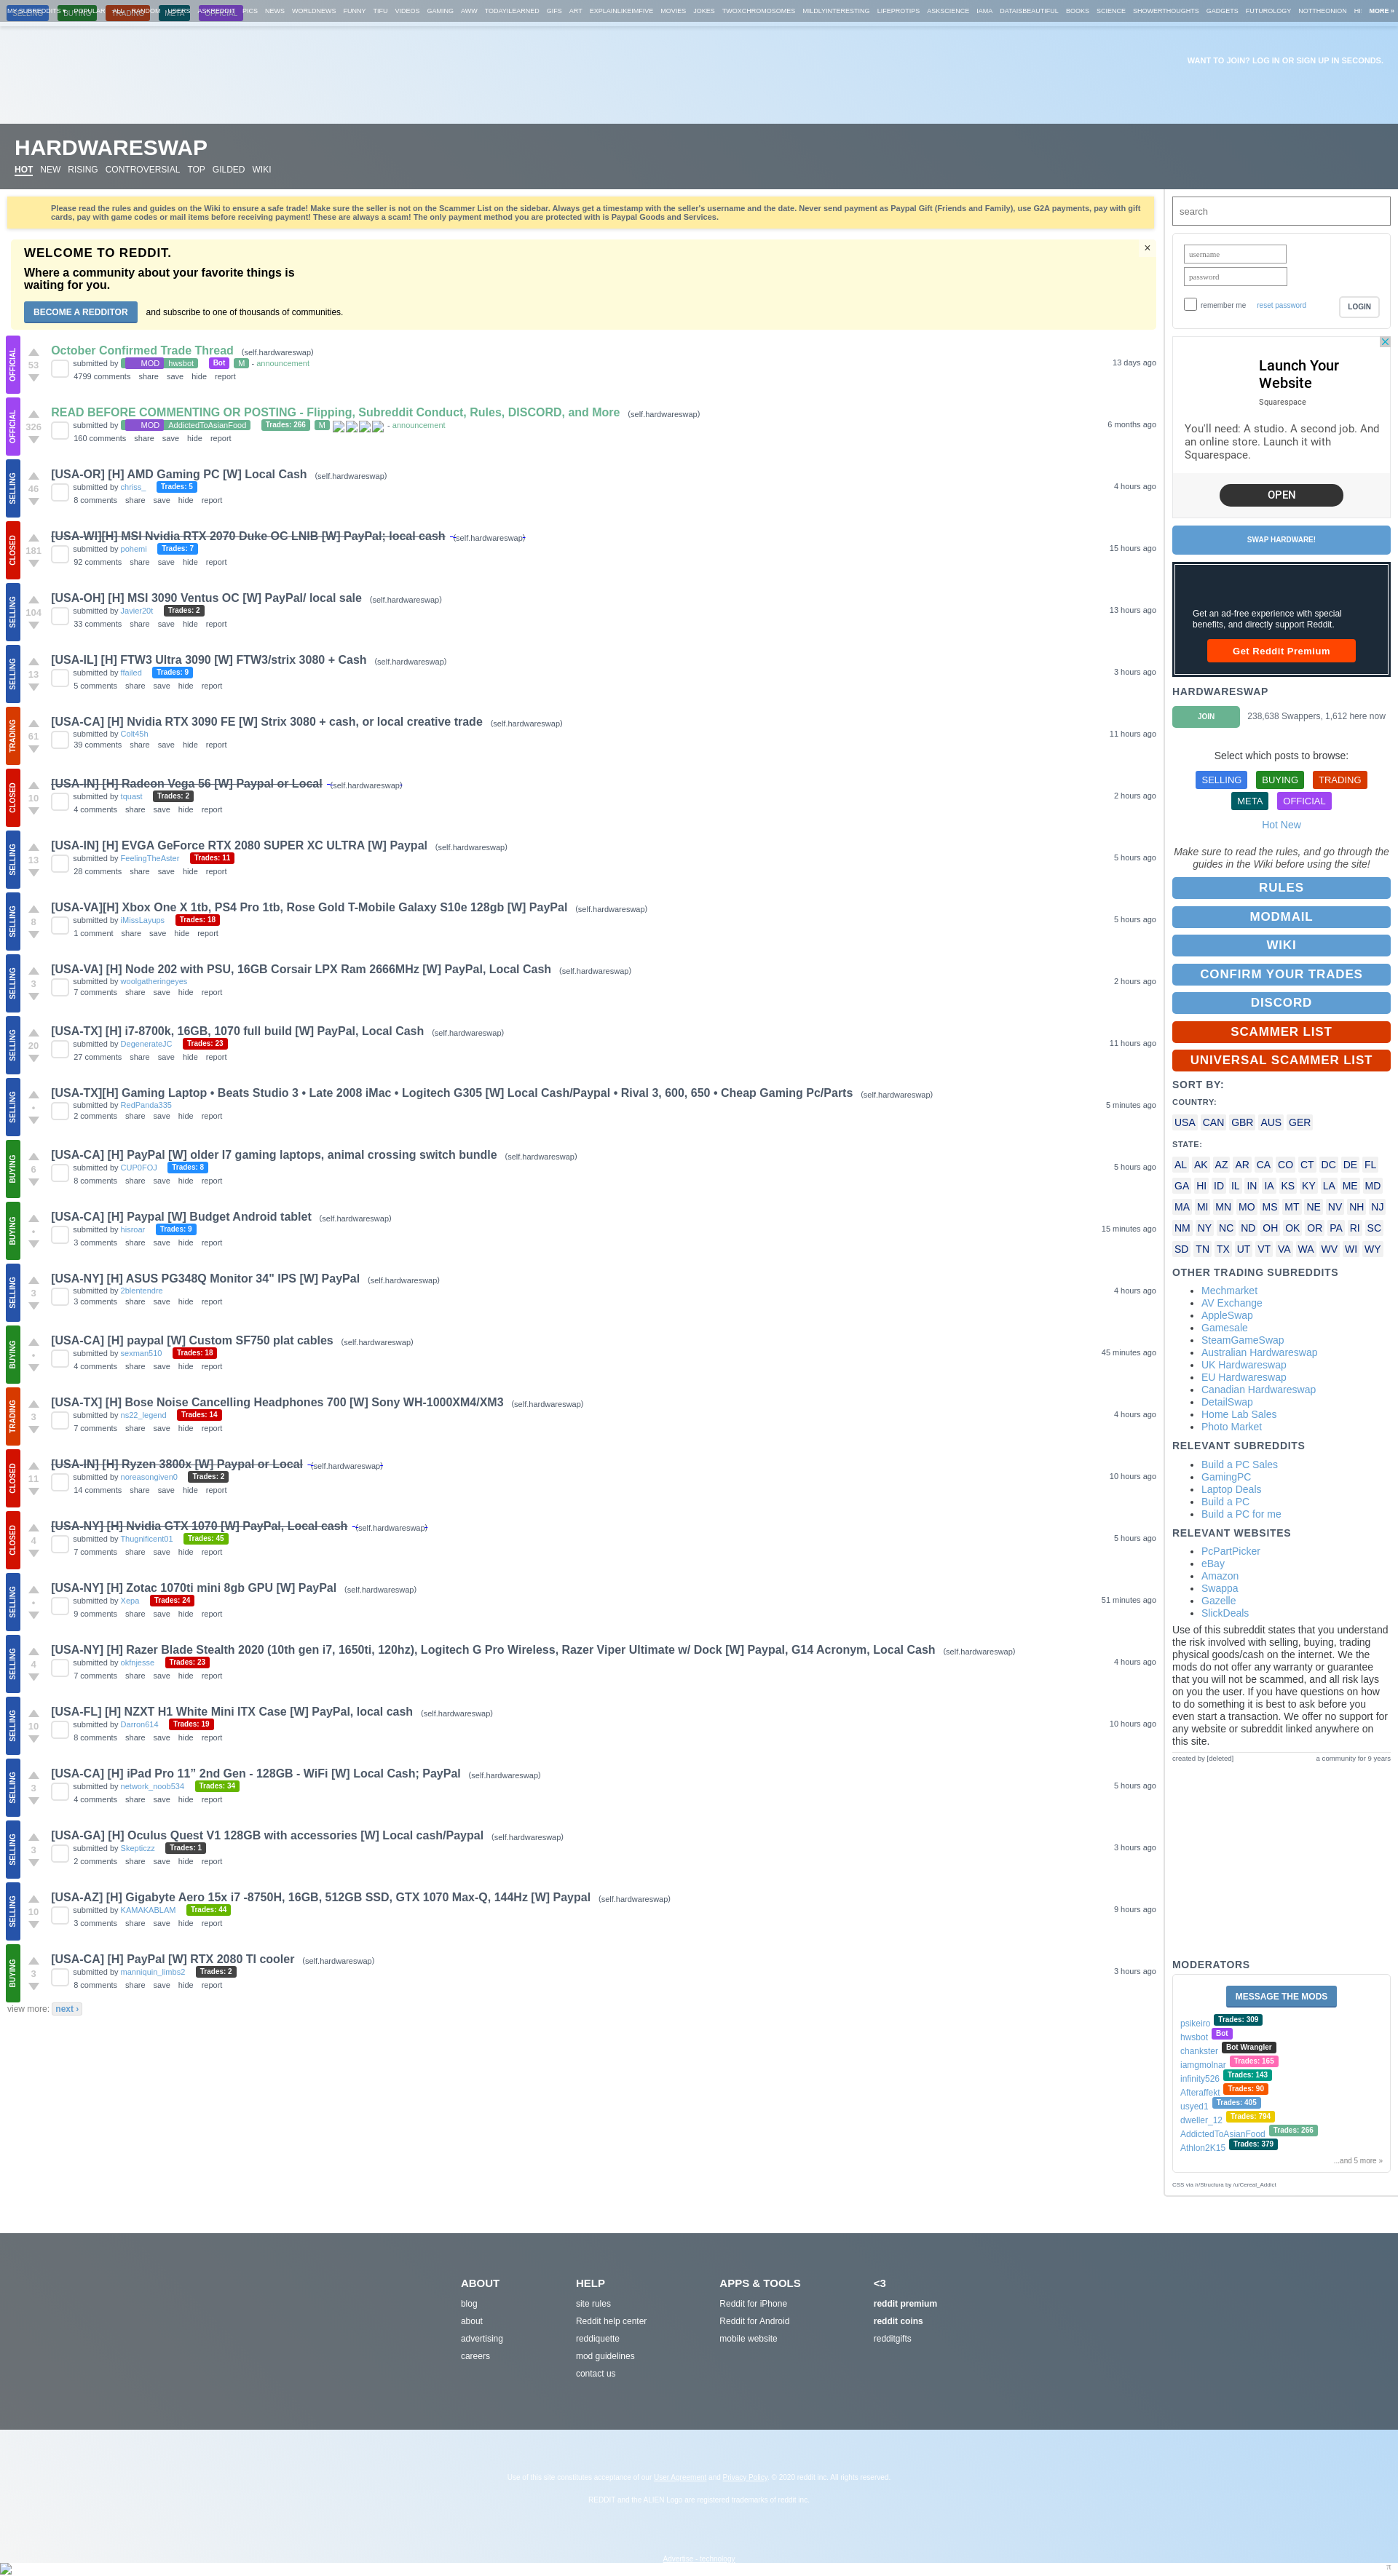 MY SUBREDDITS ▾ POPULAR - ALL - RANDOM - USERS | ASKREDDIT PICS NEWS WORLDNEWS FUNNY TIFU VIDEOS GAMING AWW TODAYILEARNED GIFS ART EXPLAINLIKEIMFIVE MOVIES JOKES TWOXCHROMOSOMES MILDLYINTERESTING LIFEPROTIPS ASKSCIENCE IAMA DATAISBEAUTIFUL BOOKS SCIENCE SHOWERTHOUGHTS GADGETS FUTUROLOGY NOTTHEONION MORE »
SELLING BUYING TRADING META OFFICIAL
WANT TO JOIN? LOG IN OR SIGN UP IN SECONDS.
HARDWARESWAP
HOT NEW RISING CONTROVERSIAL TOP GILDED WIKI
Please read the rules and guides on the Wiki to ensure a safe trade! Make sure the seller is not on the Scammer List on the sidebar. Always get a timestamp with the seller's username and the date. Never send payment as Paypal Gift (Friends and Family), use G2A payments, pay with gift
cards, pay with game codes or mail items before receiving payment! These are always a scam! The only payment method you are protected with is Paypal Goods and Services.
WELCOME TO REDDIT.
×
Where a community about your favorite things is
waiting for you.
BECOME A REDDITOR and subscribe to one of thousands of communities.
OFFICIAL
53
October Confirmed Trade Thread (self.hardwareswap)
submitted by MOD hwsbot Bot M - announcement
13 days ago
4799 comments share save hide report
OFFICIAL
326
READ BEFORE COMMENTING OR POSTING - Flipping, Subreddit Conduct, Rules, DISCORD, and More (self.hardwareswap)
submitted by MOD AddictedToAsianFood Trades: 266 M - announcement
6 months ago
160 comments share save hide report
SELLING
46
[USA-OR] [H] AMD Gaming PC [W] Local Cash (self.hardwareswap)
submitted by chriss_ Trades: 5
4 hours ago
8 comments share save hide report
CLOSED
181
[USA-WI][H] MSI Nvidia RTX 2070 Duke OC LNIB [W] PayPal; local cash (self.hardwareswap)
submitted by pohemi Trades: 7
15 hours ago
92 comments share save hide report
SELLING
104
[USA-OH] [H] MSI 3090 Ventus OC [W] PayPal/ local sale (self.hardwareswap)
submitted by Javier20t Trades: 2
13 hours ago
33 comments share save hide report
SELLING
13
[USA-IL] [H] FTW3 Ultra 3090 [W] FTW3/strix 3080 + Cash (self.hardwareswap)
submitted by ffailed Trades: 9
3 hours ago
5 comments share save hide report
TRADING
61
[USA-CA] [H] Nvidia RTX 3090 FE [W] Strix 3080 + cash, or local creative trade (self.hardwareswap)
submitted by Colt45h
11 hours ago
39 comments share save hide report
CLOSED
10
[USA-IN] [H] Radeon Vega 56 [W] Paypal or Local (self.hardwareswap)
submitted by tquast Trades: 2
2 hours ago
4 comments share save hide report
SELLING
13
[USA-IN] [H] EVGA GeForce RTX 2080 SUPER XC ULTRA [W] Paypal (self.hardwareswap)
submitted by FeelingTheAster Trades: 11
5 hours ago
28 comments share save hide report
SELLING
8
[USA-VA][H] Xbox One X 1tb, PS4 Pro 1tb, Rose Gold T-Mobile Galaxy S10e 128gb [W] PayPal (self.hardwareswap)
submitted by iMissLayups Trades: 18
5 hours ago
1 comment share save hide report
SELLING
3
[USA-VA] [H] Node 202 with PSU, 16GB Corsair LPX Ram 2666MHz [W] PayPal, Local Cash (self.hardwareswap)
submitted by woolgatheringeyes
2 hours ago
7 comments share save hide report
SELLING
20
[USA-TX] [H] i7-8700k, 16GB, 1070 full build [W] PayPal, Local Cash (self.hardwareswap)
submitted by DegenerateJC Trades: 23
11 hours ago
27 comments share save hide report
SELLING
•
[USA-TX][H] Gaming Laptop • Beats Studio 3 • Late 2008 iMac • Logitech G305 [W] Local Cash/Paypal • Rival 3, 600, 650 • Cheap Gaming Pc/Parts (self.hardwareswap)
submitted by RedPanda335
5 minutes ago
2 comments share save hide report
BUYING
6
[USA-CA] [H] PayPal [W] older I7 gaming laptops, animal crossing switch bundle (self.hardwareswap)
submitted by CUP0FOJ Trades: 8
5 hours ago
8 comments share save hide report
BUYING
•
[USA-CA] [H] Paypal [W] Budget Android tablet (self.hardwareswap)
submitted by hisroar Trades: 9
15 minutes ago
3 comments share save hide report
SELLING
3
[USA-NY] [H] ASUS PG348Q Monitor 34" IPS [W] PayPal (self.hardwareswap)
submitted by 2blentendre
4 hours ago
3 comments share save hide report
BUYING
•
[USA-CA] [H] paypal [W] Custom SF750 plat cables (self.hardwareswap)
submitted by sexman510 Trades: 18
45 minutes ago
4 comments share save hide report
TRADING
3
[USA-TX] [H] Bose Noise Cancelling Headphones 700 [W] Sony WH-1000XM4/XM3 (self.hardwareswap)
submitted by ns22_legend Trades: 14
4 hours ago
7 comments share save hide report
CLOSED
11
[USA-IN] [H] Ryzen 3800x [W] Paypal or Local (self.hardwareswap)
submitted by noreasongiven0 Trades: 2
10 hours ago
14 comments share save hide report
CLOSED
4
[USA-NY] [H] Nvidia GTX 1070 [W] PayPal, Local cash (self.hardwareswap)
submitted by Thugnificent01 Trades: 45
5 hours ago
7 comments share save hide report
SELLING
•
[USA-NY] [H] Zotac 1070ti mini 8gb GPU [W] PayPal (self.hardwareswap)
submitted by Xepa Trades: 24
51 minutes ago
9 comments share save hide report
SELLING
4
[USA-NY] [H] Razer Blade Stealth 2020 (10th gen i7, 1650ti, 120hz), Logitech G Pro Wireless, Razer Viper Ultimate w/ Dock [W] Paypal, G14 Acronym, Local Cash (self.hardwareswap)
submitted by okfnjesse Trades: 23
4 hours ago
7 comments share save hide report
SELLING
10
[USA-FL] [H] NZXT H1 White Mini ITX Case [W] PayPal, local cash (self.hardwareswap)
submitted by Darron614 Trades: 19
10 hours ago
8 comments share save hide report
SELLING
3
[USA-CA] [H] iPad Pro 11” 2nd Gen - 128GB - WiFi [W] Local Cash; PayPal (self.hardwareswap)
submitted by network_noob534 Trades: 34
5 hours ago
4 comments share save hide report
SELLING
3
[USA-GA] [H] Oculus Quest V1 128GB with accessories [W] Local cash/Paypal (self.hardwareswap)
submitted by Skepticzz Trades: 1
3 hours ago
2 comments share save hide report
SELLING
10
[USA-AZ] [H] Gigabyte Aero 15x i7 -8750H, 16GB, 512GB SSD, GTX 1070 Max-Q, 144Hz [W] Paypal (self.hardwareswap)
submitted by KAMAKABLAM Trades: 44
9 hours ago
3 comments share save hide report
BUYING
3
[USA-CA] [H] PayPal [W] RTX 2080 TI cooler (self.hardwareswap)
submitted by manniquin_limbs2 Trades: 2
3 hours ago
8 comments share save hide report
view more: next ›
search
username
password
remember me reset password LOGIN
Launch Your
Website
Squarespace
You'll need: A studio. A second job. And
an online store. Launch it with
Squarespace.
OPEN
SWAP HARDWARE!
Get an ad-free experience with special
benefits, and directly support Reddit.
Get Reddit Premium
HARDWARESWAP
JOIN 238,638 Swappers, 1,612 here now
Select which posts to browse:
SELLING BUYING TRADING
META OFFICIAL
Hot New
Make sure to read the rules, and go through the
guides in the Wiki before using the site!
RULES
MODMAIL
WIKI
CONFIRM YOUR TRADES
DISCORD
SCAMMER LIST
UNIVERSAL SCAMMER LIST
SORT BY:
COUNTRY:
USA CAN GBR AUS GER
STATE:
AL AK AZ AR CA CO CT DC DE FL
GA HI ID IL IN IA KS KY LA ME MD
MA MI MN MO MS MT NE NV NH NJ
NM NY NC ND OH OK OR PA RI SC
SD TN TX UT VT VA WA WV WI WY
OTHER TRADING SUBREDDITS
• Mechmarket
• AV Exchange
• AppleSwap
• Gamesale
• SteamGameSwap
• Australian Hardwareswap
• UK Hardwareswap
• EU Hardwareswap
• Canadian Hardwareswap
• DetailSwap
• Home Lab Sales
• Photo Market
RELEVANT SUBREDDITS
• Build a PC Sales
• GamingPC
• Laptop Deals
• Build a PC
• Build a PC for me
RELEVANT WEBSITES
• PcPartPicker
• eBay
• Amazon
• Swappa
• Gazelle
• SlickDeals
Use of this subreddit states that you understand
the risk involved with selling, buying, trading
physical goods/cash on the internet. We the
mods do not offer any warranty or guarantee
that you will not be scammed, and all risk lays
on you the user. If you have questions on how
to do something it is best to ask before you
even start a transaction. We offer no support for
any website or subreddit linked anywhere on
this site.
created by [deleted] a community for 9 years
MODERATORS
MESSAGE THE MODS
psikeiro Trades: 309
hwsbot Bot
chankster Bot Wrangler
iamgmolnar Trades: 165
infinity526 Trades: 143
Afteraffekt Trades: 90
usyed1 Trades: 405
dweller_12 Trades: 794
AddictedToAsianFood Trades: 266
Athlon2K15 Trades: 379
...and 5 more »
CSS via /r/Structura by /u/Cereal_Addict
ABOUT
blog
about
advertising
careers
HELP
site rules
Reddit help center
reddiquette
mod guidelines
contact us
APPS & TOOLS
Reddit for iPhone
Reddit for Android
mobile website
<3
reddit premium
reddit coins
redditgifts
Use of this site constitutes acceptance of our User Agreement and Privacy Policy. © 2020 reddit inc. All rights reserved.
REDDIT and the ALIEN Logo are registered trademarks of reddit inc.
Advertise - technology
π